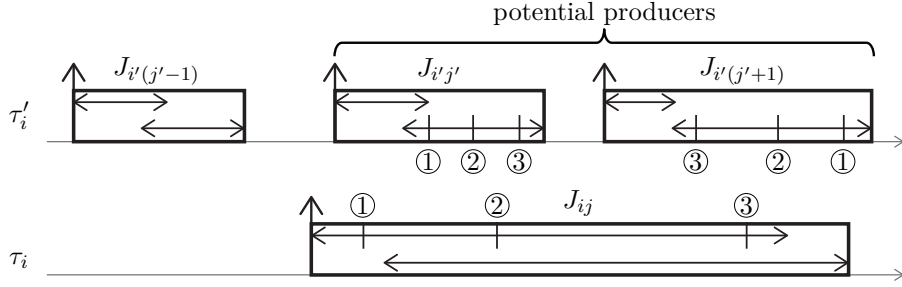 potential producers
J_{i'(j'-1)} J_{i'j'} J_{i'(j'+1)}
τ_i'
① ② ③ ③ ② ①
① ② J_{ij} ③
τ_i